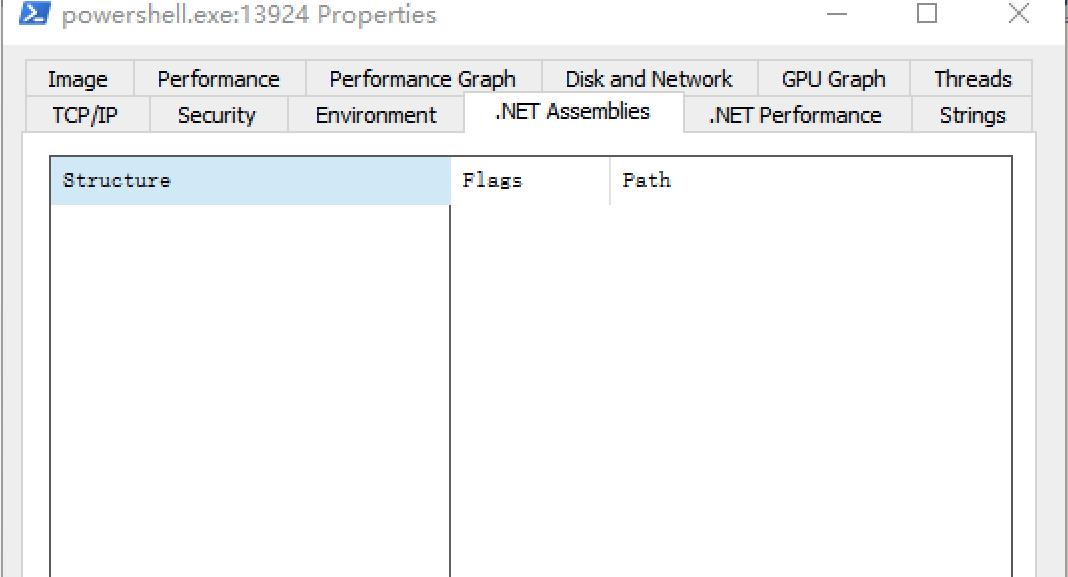 powershell.exe:13924 Properties
Image Performance Performance Graph Disk and Network GPU Graph Threads
TCP/IP Security Environment .NET Assemblies .NET Performance Strings
Structure Flags Path